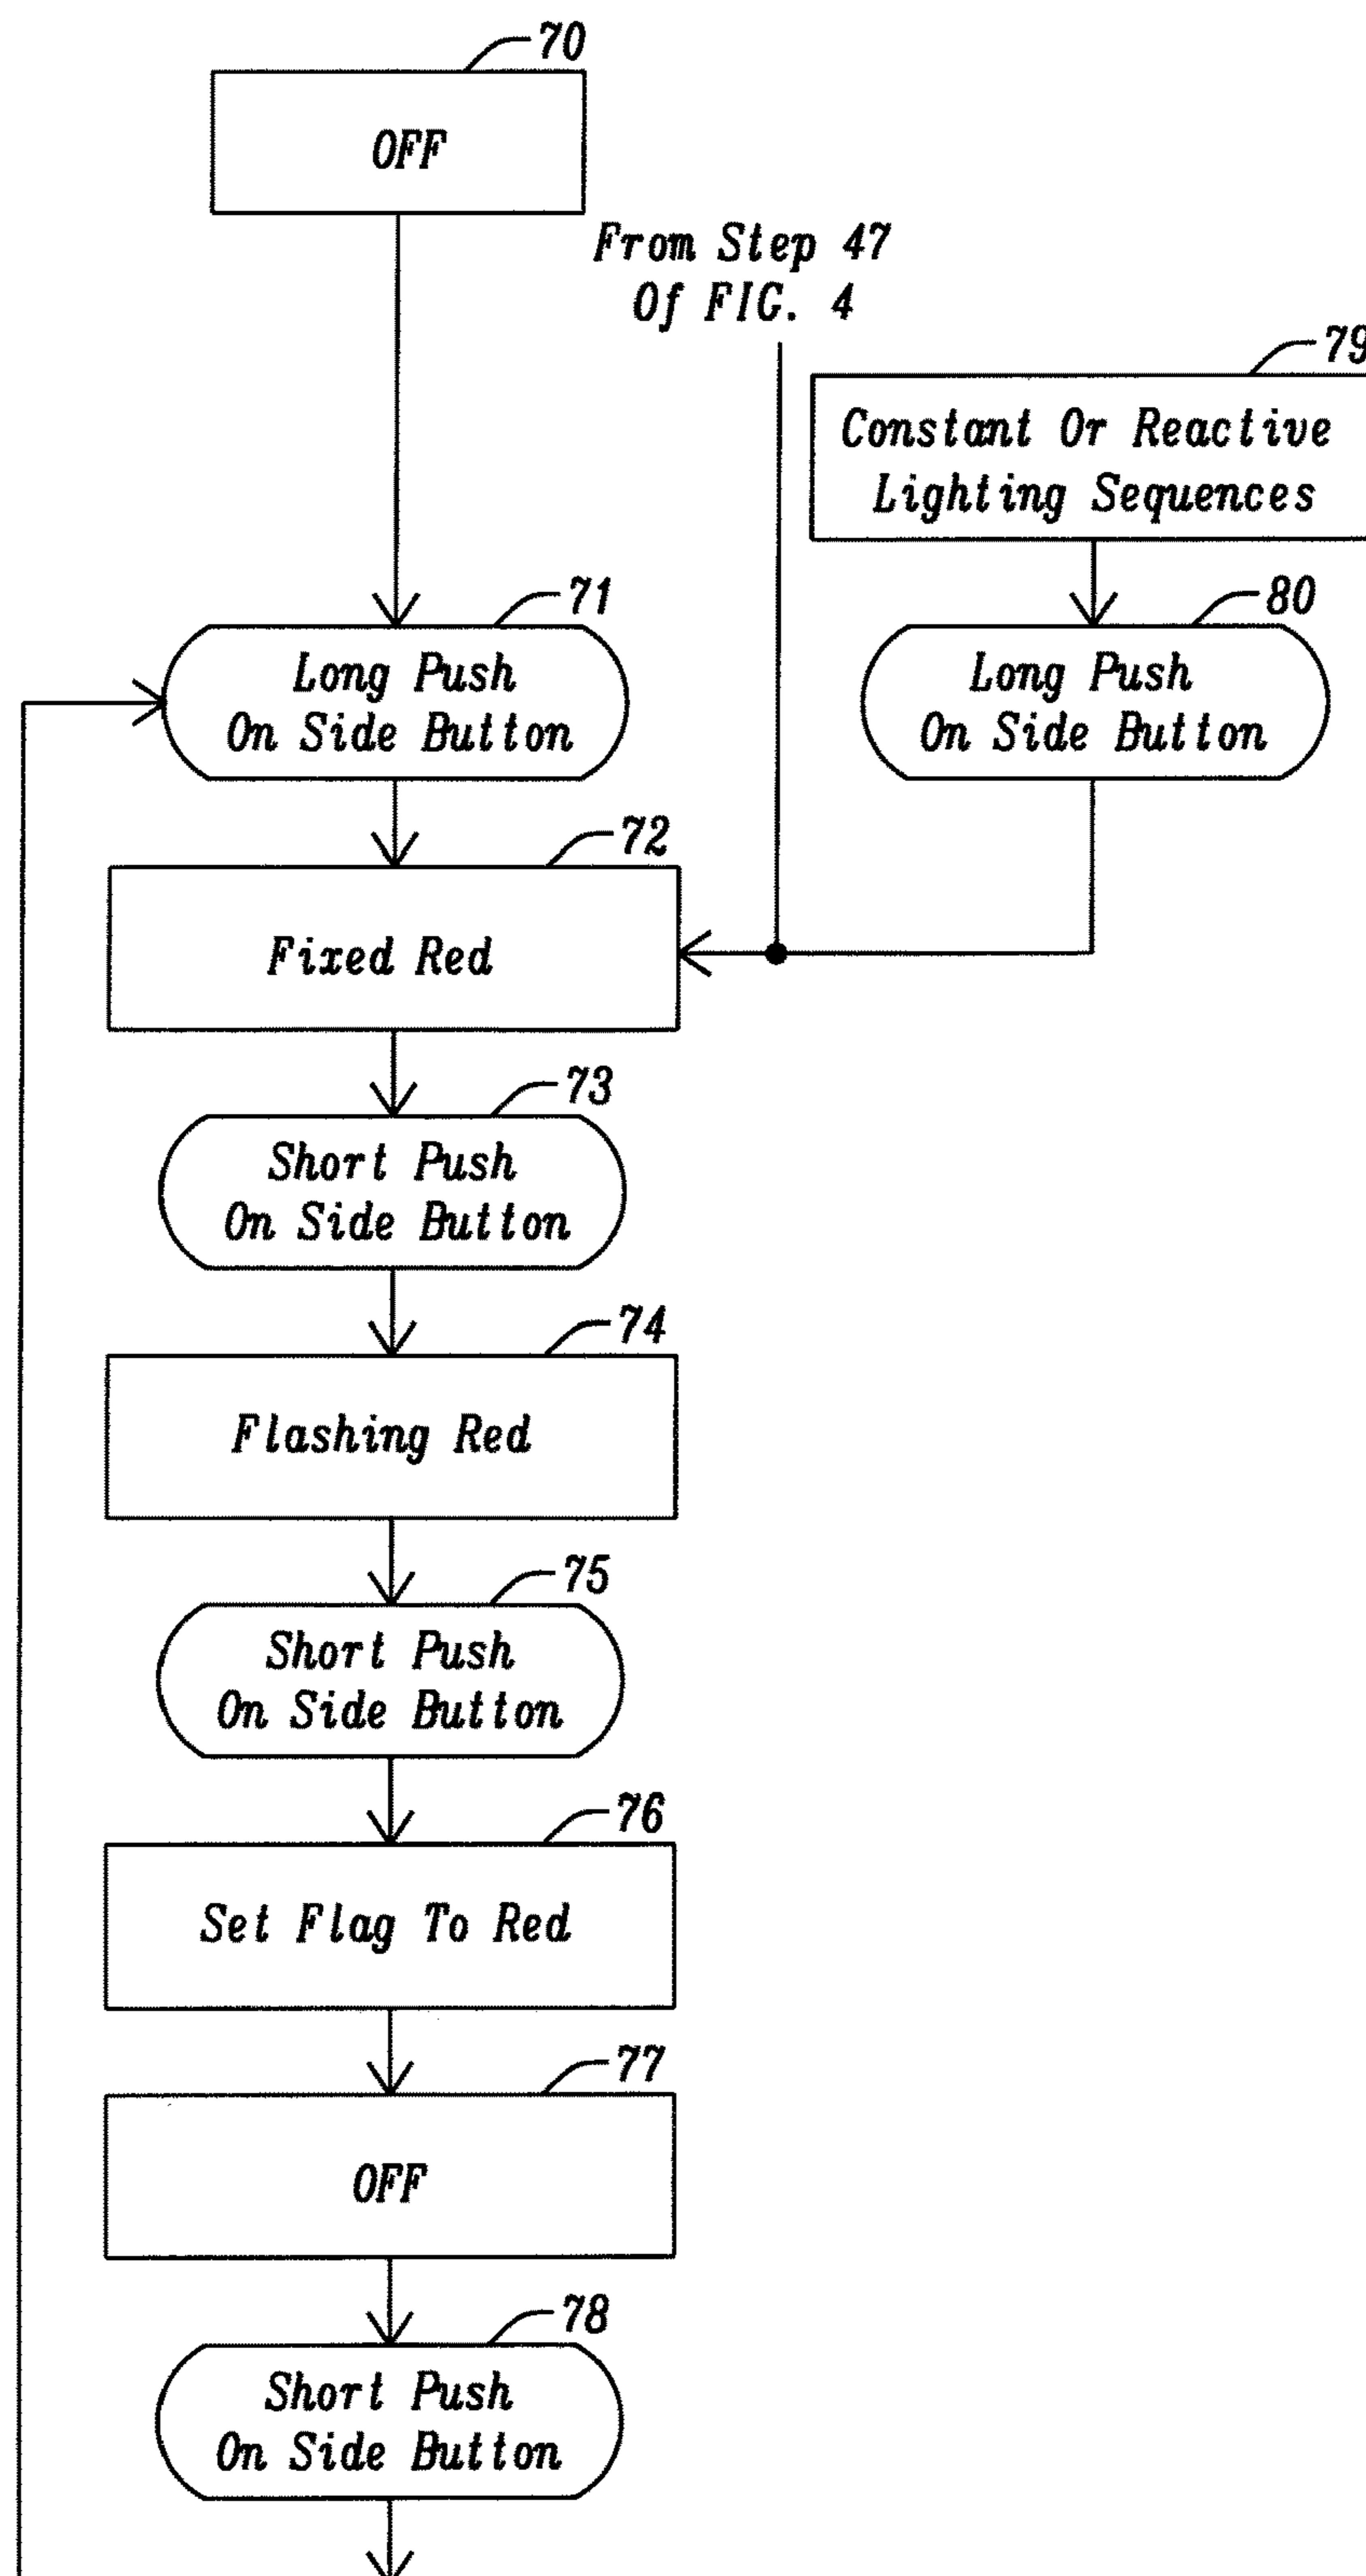 70
OFF
From Step 47
Of FIG. 4
79
Constant Or Reactive
Lighting Sequences
71
Long Push
On Side Button
80
Long Push
On Side Button
72
Fixed Red
73
Short Push
On Side Button
74
Flashing Red
75
Short Push
On Side Button
76
Set Flag To Red
77
OFF
78
Short Push
On Side Button